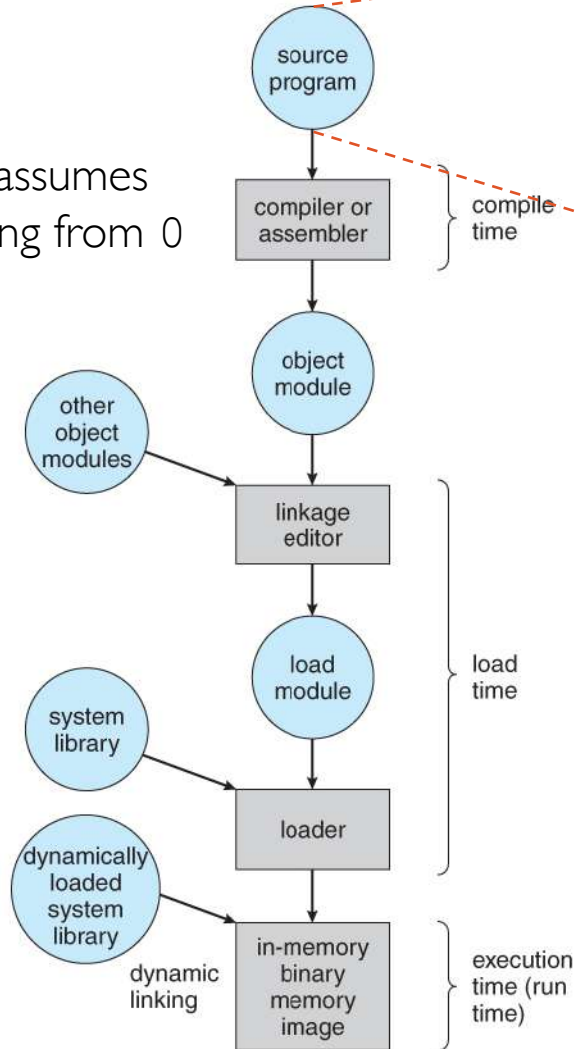 source
program
assumes
ng from 0
compiler or
assembler
compile
time
object
module
other
object
modules
linkage
editor
load
module
load
time
system
library
loader
dynamically
loaded
system
library
dynamic
linking
in-memory
binary
memory
image
execution
time (run
time)